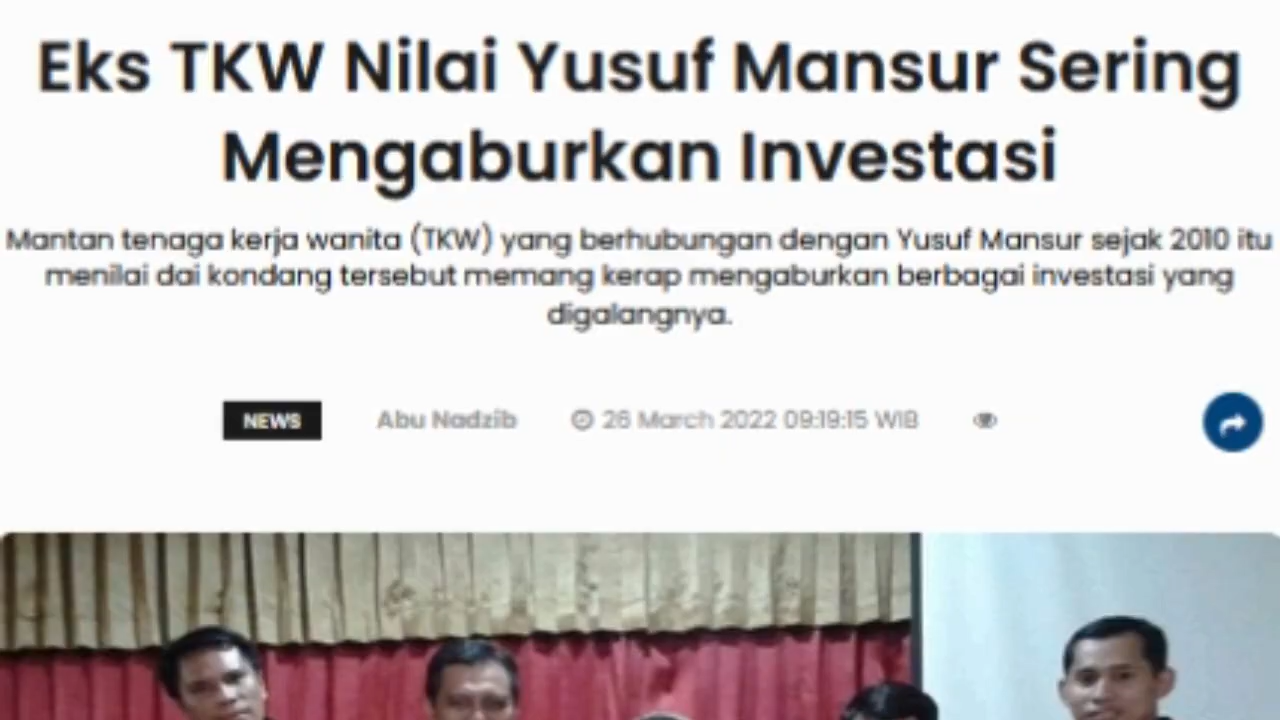 Eks TKW Nilai Yusuf Mansur Sering
Mengaburkan Investasi
Mantan tenaga kerja wanita (TKW) yang berhubungan dengan Yusuf Mansur sejak 2010 itu
menilai dai kondang tersebut memang kerap mengaburkan berbagai investasi yang
digalangnya.
NEWS Abu Nadzib 26 March 2022 09:19:15 WIB